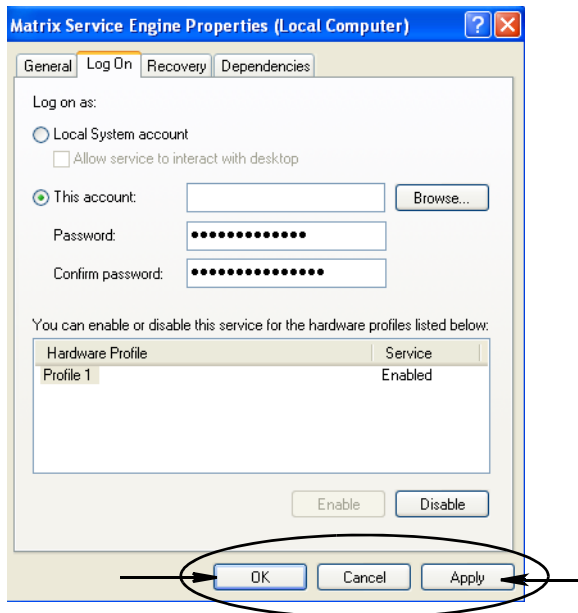 Matrix Service Engine Properties (Local Computer)
General Log On Recovery Dependencies
Log on as:
Local System account
Allow service to interact with desktop
This account:
Browse...
Password: •••••••••••••
Confirm password: •••••••••••••••
You can enable or disable this service for the hardware profiles listed below:
Hardware Profile Service
Profile 1 Enabled
Enable Disable
OK Cancel Apply